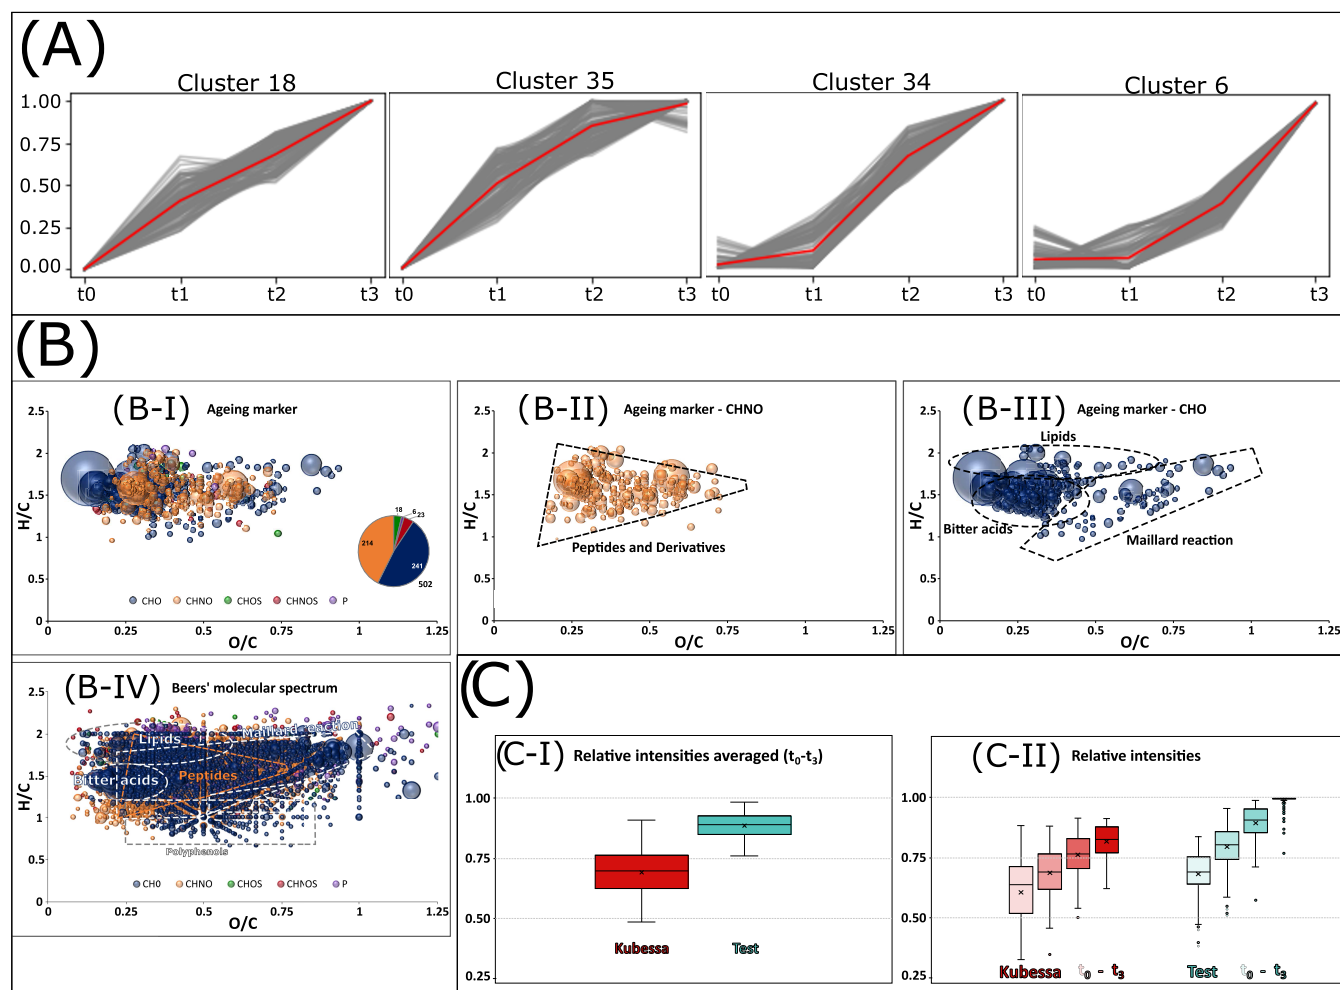 (A)
Cluster 18
Cluster 35
Cluster 34
Cluster 6
1.00
0.75
0.50
0.25
0.00
t0 t1 t2 t3
t0 t1 t2 t3
t0 t1 t2 t3
t0 t1 t2 t3
(B)
(B-I) Ageing marker
2.5
2
1.5
1
0.5
0
H/C
18
6
23
214
241
502
CHO CHNO CHOS CHNOS P
0 0.25 0.5 0.75 1 1.25
O/C
(B-II) Ageing marker - CHNO
2.5
2
1.5
1
0.5
0
H/C
Peptides and Derivatives
0 0.25 0.5 0.75 1 1.25
O/C
(B-III) Ageing marker - CHO
2.5
2
1.5
1
0.5
0
H/C
Lipids
Bitter acids
Maillard reaction
0 0.25 0.5 0.75 1 1.25
O/C
(B-IV) Beers' molecular spectrum
2.5
2
1.5
1
0.5
0
H/C
Lipids
Maillard reaction
Peptides
Bitter acids
Polyphenols
CH0 CHNO CHOS CHNOS P
0 0.25 0.5 0.75 1 1.25
O/C
(C)
(C-I) Relative intensities averaged (t₀-t₃)
1.00
0.75
0.50
0.25
Kubessa
Test
(C-II) Relative intensities
1.00
0.75
0.50
0.25
Kubessa t₀ - t₃
Test t₀ - t₃